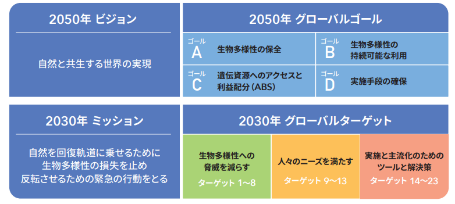 2050年 ビジョン
自然と共生する世界の実現
2050年 グローバルゴール
ゴール
A
生物多様性の保全
ゴール
B
生物多様性の
持続可能な利用
ゴール
C
遺伝資源へのアクセスと
利益配分（ABS）
ゴール
D
実施手段の確保
2030年 ミッション
自然を回復軌道に乗せるために
生物多様性の損失を止め
反転させるための緊急の行動をとる
2030年 グローバルターゲット
生物多様性への
脅威を減らす
ターゲット 1〜8
人々のニーズを満たす
ターゲット 9〜13
実施と主流化のための
ツールと解決策
ターゲット 14〜23